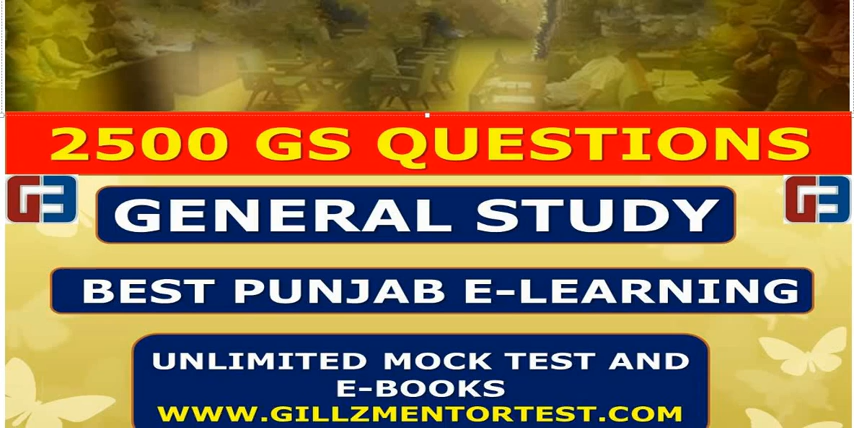 2500 GS QUESTIONS
GENERAL STUDY
BEST PUNJAB E-LEARNING
UNLIMITED MOCK TEST AND
E-BOOKS
WWW.GILLZMENTORTEST.COM